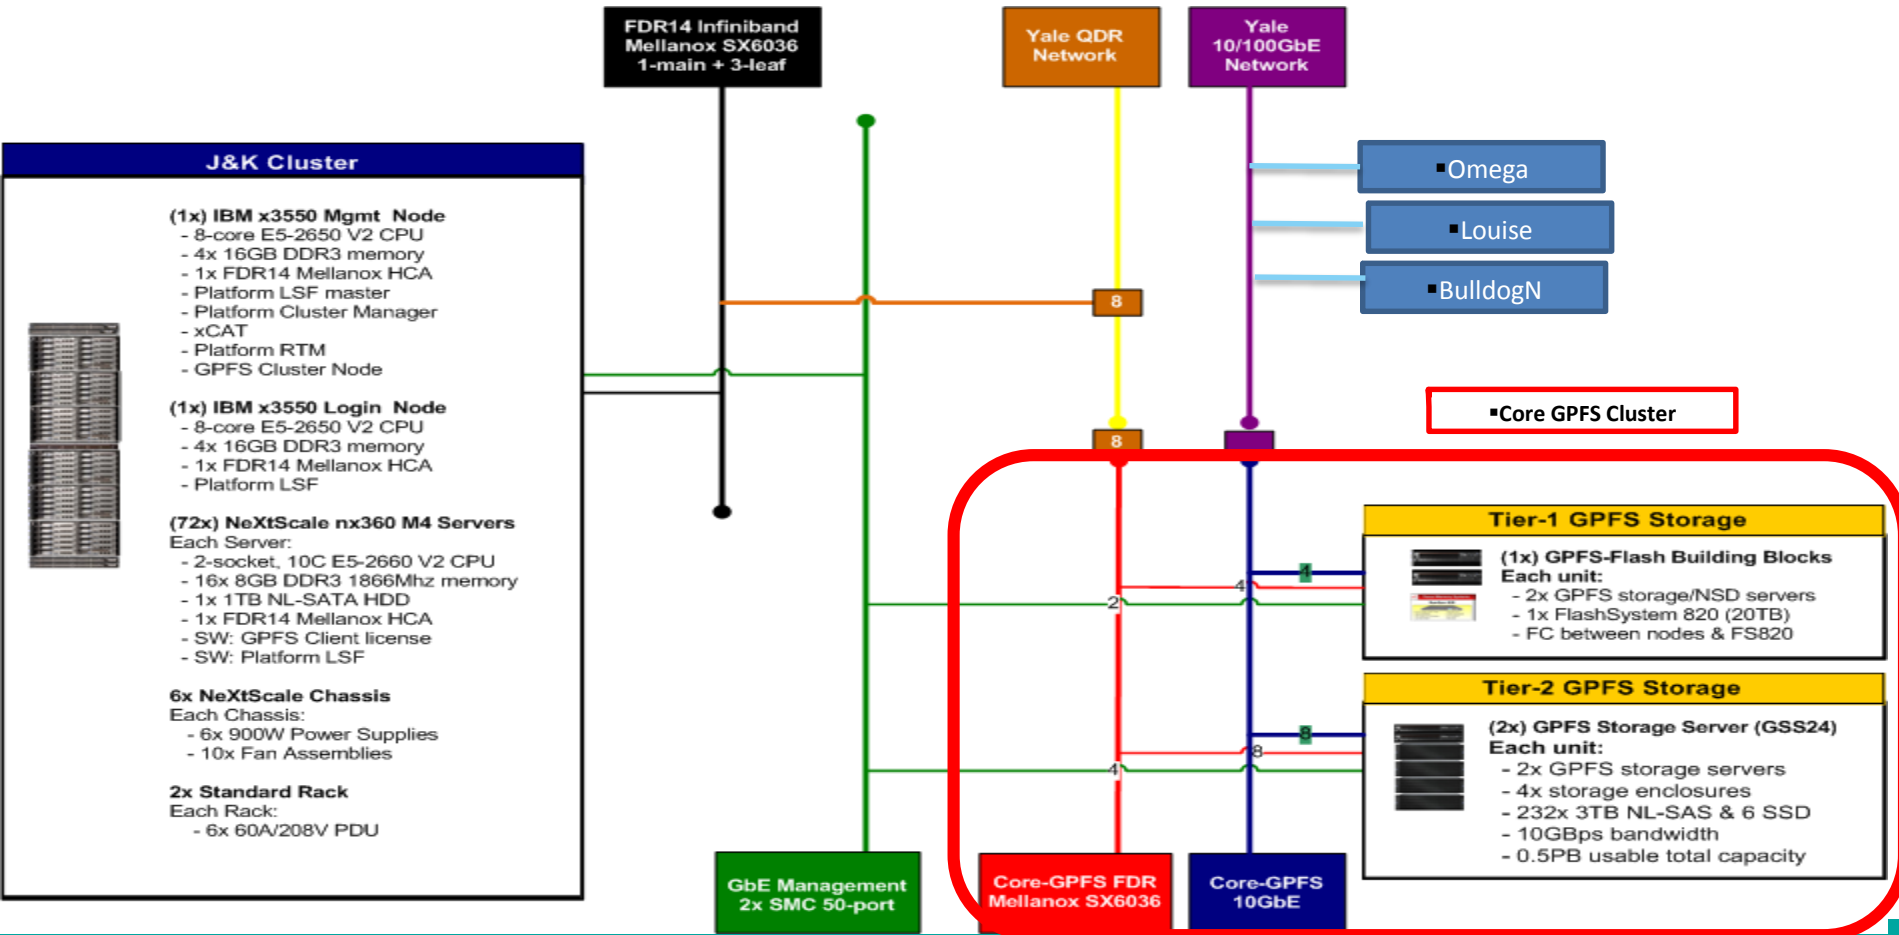 FDR14 Infiniband
Mellanox SX6036
1-main + 3-leaf
Yale QDR
Network
Yale
10/100GbE
Network
▪Omega
▪Louise
▪BulldogN
J&K Cluster
(1x) IBM x3550 Mgmt Node
- 8-core E5-2650 V2 CPU
- 4x 16GB DDR3 memory
- 1x FDR14 Mellanox HCA
- Platform LSF master
- Platform Cluster Manager
- xCAT
- Platform RTM
- GPFS Cluster Node
(1x) IBM x3550 Login Node
- 8-core E5-2650 V2 CPU
- 4x 16GB DDR3 memory
- 1x FDR14 Mellanox HCA
- Platform LSF
(72x) NeXtScale nx360 M4 Servers
Each Server:
- 2-socket, 10C E5-2660 V2 CPU
- 16x 8GB DDR3 1866Mhz memory
- 1x 1TB NL-SATA HDD
- 1x FDR14 Mellanox HCA
- SW: GPFS Client license
- SW: Platform LSF
6x NeXtScale Chassis
Each Chassis:
- 6x 900W Power Supplies
- 10x Fan Assemblies
2x Standard Rack
Each Rack:
- 6x 60A/208V PDU
8
8
▪Core GPFS Cluster
Tier-1 GPFS Storage
(1x) GPFS-Flash Building Blocks
Each unit:
- 2x GPFS storage/NSD servers
- 1x FlashSystem 820 (20TB)
- FC between nodes & FS820
4
4
2
Tier-2 GPFS Storage
(2x) GPFS Storage Server (GSS24)
Each unit:
- 2x GPFS storage servers
- 4x storage enclosures
- 232x 3TB NL-SAS & 6 SSD
- 10GBps bandwidth
- 0.5PB usable total capacity
8
8
4
GbE Management
2x SMC 50-port
Core-GPFS FDR
Mellanox SX6036
Core-GPFS
10GbE